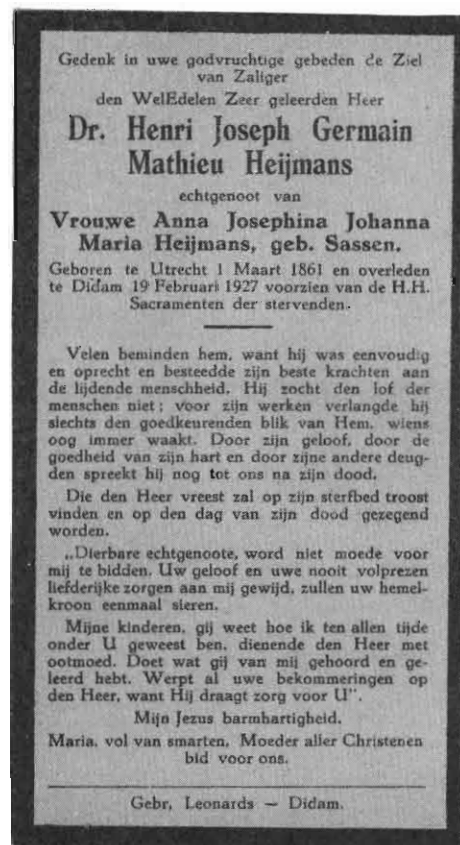 Gedenk in uwe godvruchtige gebeden de Ziel
van Zaliger
den WelEdelen Zeer geleerden Heer
Dr. Henri Joseph Germain
Mathieu Heijmans
echtgenoot van
Vrouwe Anna Josephina Johanna
Maria Heijmans, geb. Sassen.
Geboren te Utrecht 1 Maart 1861 en overleden
te Didam 19 Februari 1927 voorzien van de H.H.
Sacramenten der stervenden.
Velen beminden hem, want hij was eenvoudig
en oprecht en besteedde zijn beste krachten aan
de lijdende menschheid. Hij zocht den lof der
menschen niet; voor zijn werken verlangde hij
slechts den goedkeurenden blik van Hem, wiens
oog immer waakt. Door zijn geloof, door de
goedheid van zijn hart en door zijne andere deug-
den spreekt hij nog tot ons na zijn dood.
Die den Heer vreest zal op zijn sterfbed troost
vinden en op den dag van zijn dood gezegend
worden.
„Dierbare echtgenoote, word niet moede voor
mij te bidden. Uw geloof en uwe nooit volprezen
liefderijke zorgen aan mij gewijd, zullen uw hemel-
kroon eenmaal sieren.
Mijne kinderen, gij weet hoe ik ten allen tijde
onder U geweest ben, dienende den Heer met
ootmoed. Doet wat gij van mij gehoord en ge-
leerd hebt. Werpt al uwe bekommeringen op
den Heer, want Hij draagt zorg voor U".
Mijn Jezus barmhartigheid.
Maria, vol van smarten, Moeder aller Christenen
bid voor ons.
Gebr, Leonards — Didam.